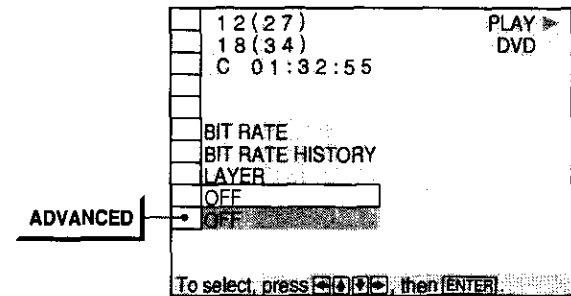 12(27) PLAY ▶
18(34) DVD
C 01:32:55
BIT RATE
BIT RATE HISTORY
LAYER
OFF
ADVANCED OFF
To select, press ←↑↓→, then ENTER.